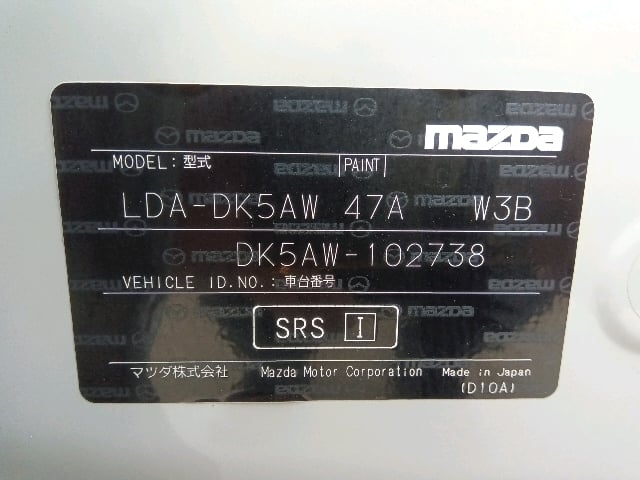 mazda
MODEL: 型式 PAINT
LDA-DK5AW 47A W3B
DK5AW-102738
VEHICLE ID.NO.: 車台番号
SRS I
マツダ株式会社 Mazda Motor Corporation Made in Japan
(D10A)